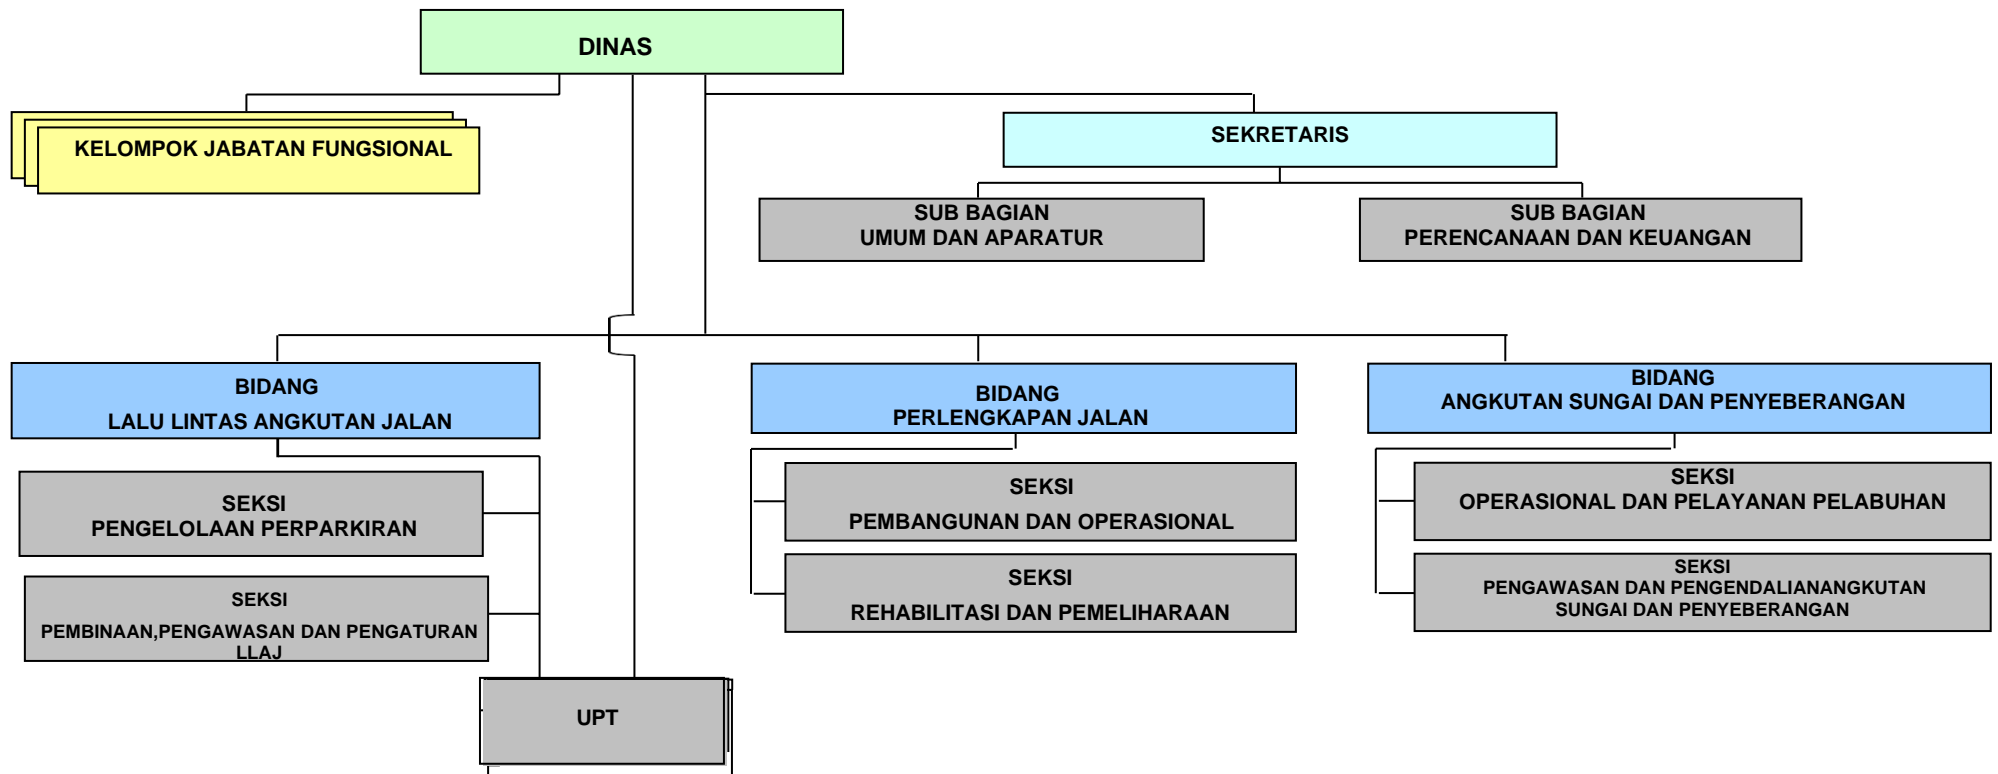 DINAS
KELOMPOK JABATAN FUNGSIONAL
SEKRETARIS
SUB BAGIAN
UMUM DAN APARATUR
SUB BAGIAN
PERENCANAAN DAN KEUANGAN
BIDANG
LALU LINTAS ANGKUTAN JALAN
BIDANG
PERLENGKAPAN JALAN
BIDANG
ANGKUTAN SUNGAI DAN PENYEBERANGAN
SEKSI
PENGELOLAAN PERPARKIRAN
SEKSI
PEMBANGUNAN DAN OPERASIONAL
SEKSI
OPERASIONAL DAN PELAYANAN PELABUHAN
SEKSI
PEMBINAAN,PENGAWASAN DAN PENGATURAN
LLAJ
SEKSI
REHABILITASI DAN PEMELIHARAAN
SEKSI
PENGAWASAN DAN PENGENDALIANANGKUTAN
SUNGAI DAN PENYEBERANGAN
UPT